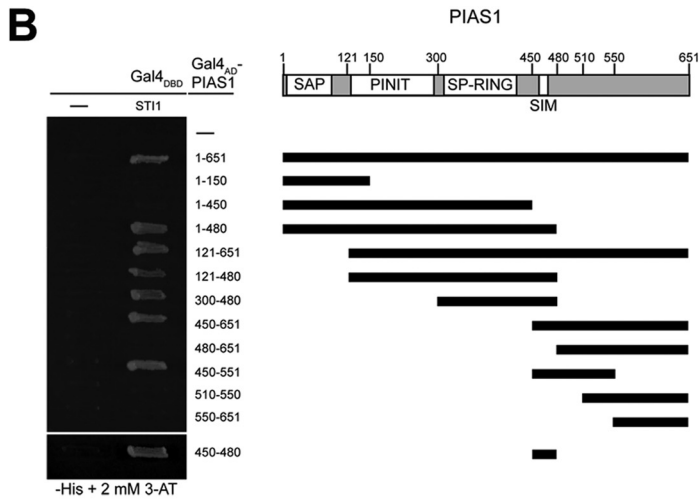 B
PIAS1
Gal4DBD
Gal4AD-
PIAS1
— STI1
1 121 150 300 450 480 510 550 651
SAP PINIT SP-RING
SIM
—
1-651
1-150
1-450
1-480
121-651
121-480
300-480
450-651
480-651
450-551
510-550
550-651
450-480
-His + 2 mM 3-AT